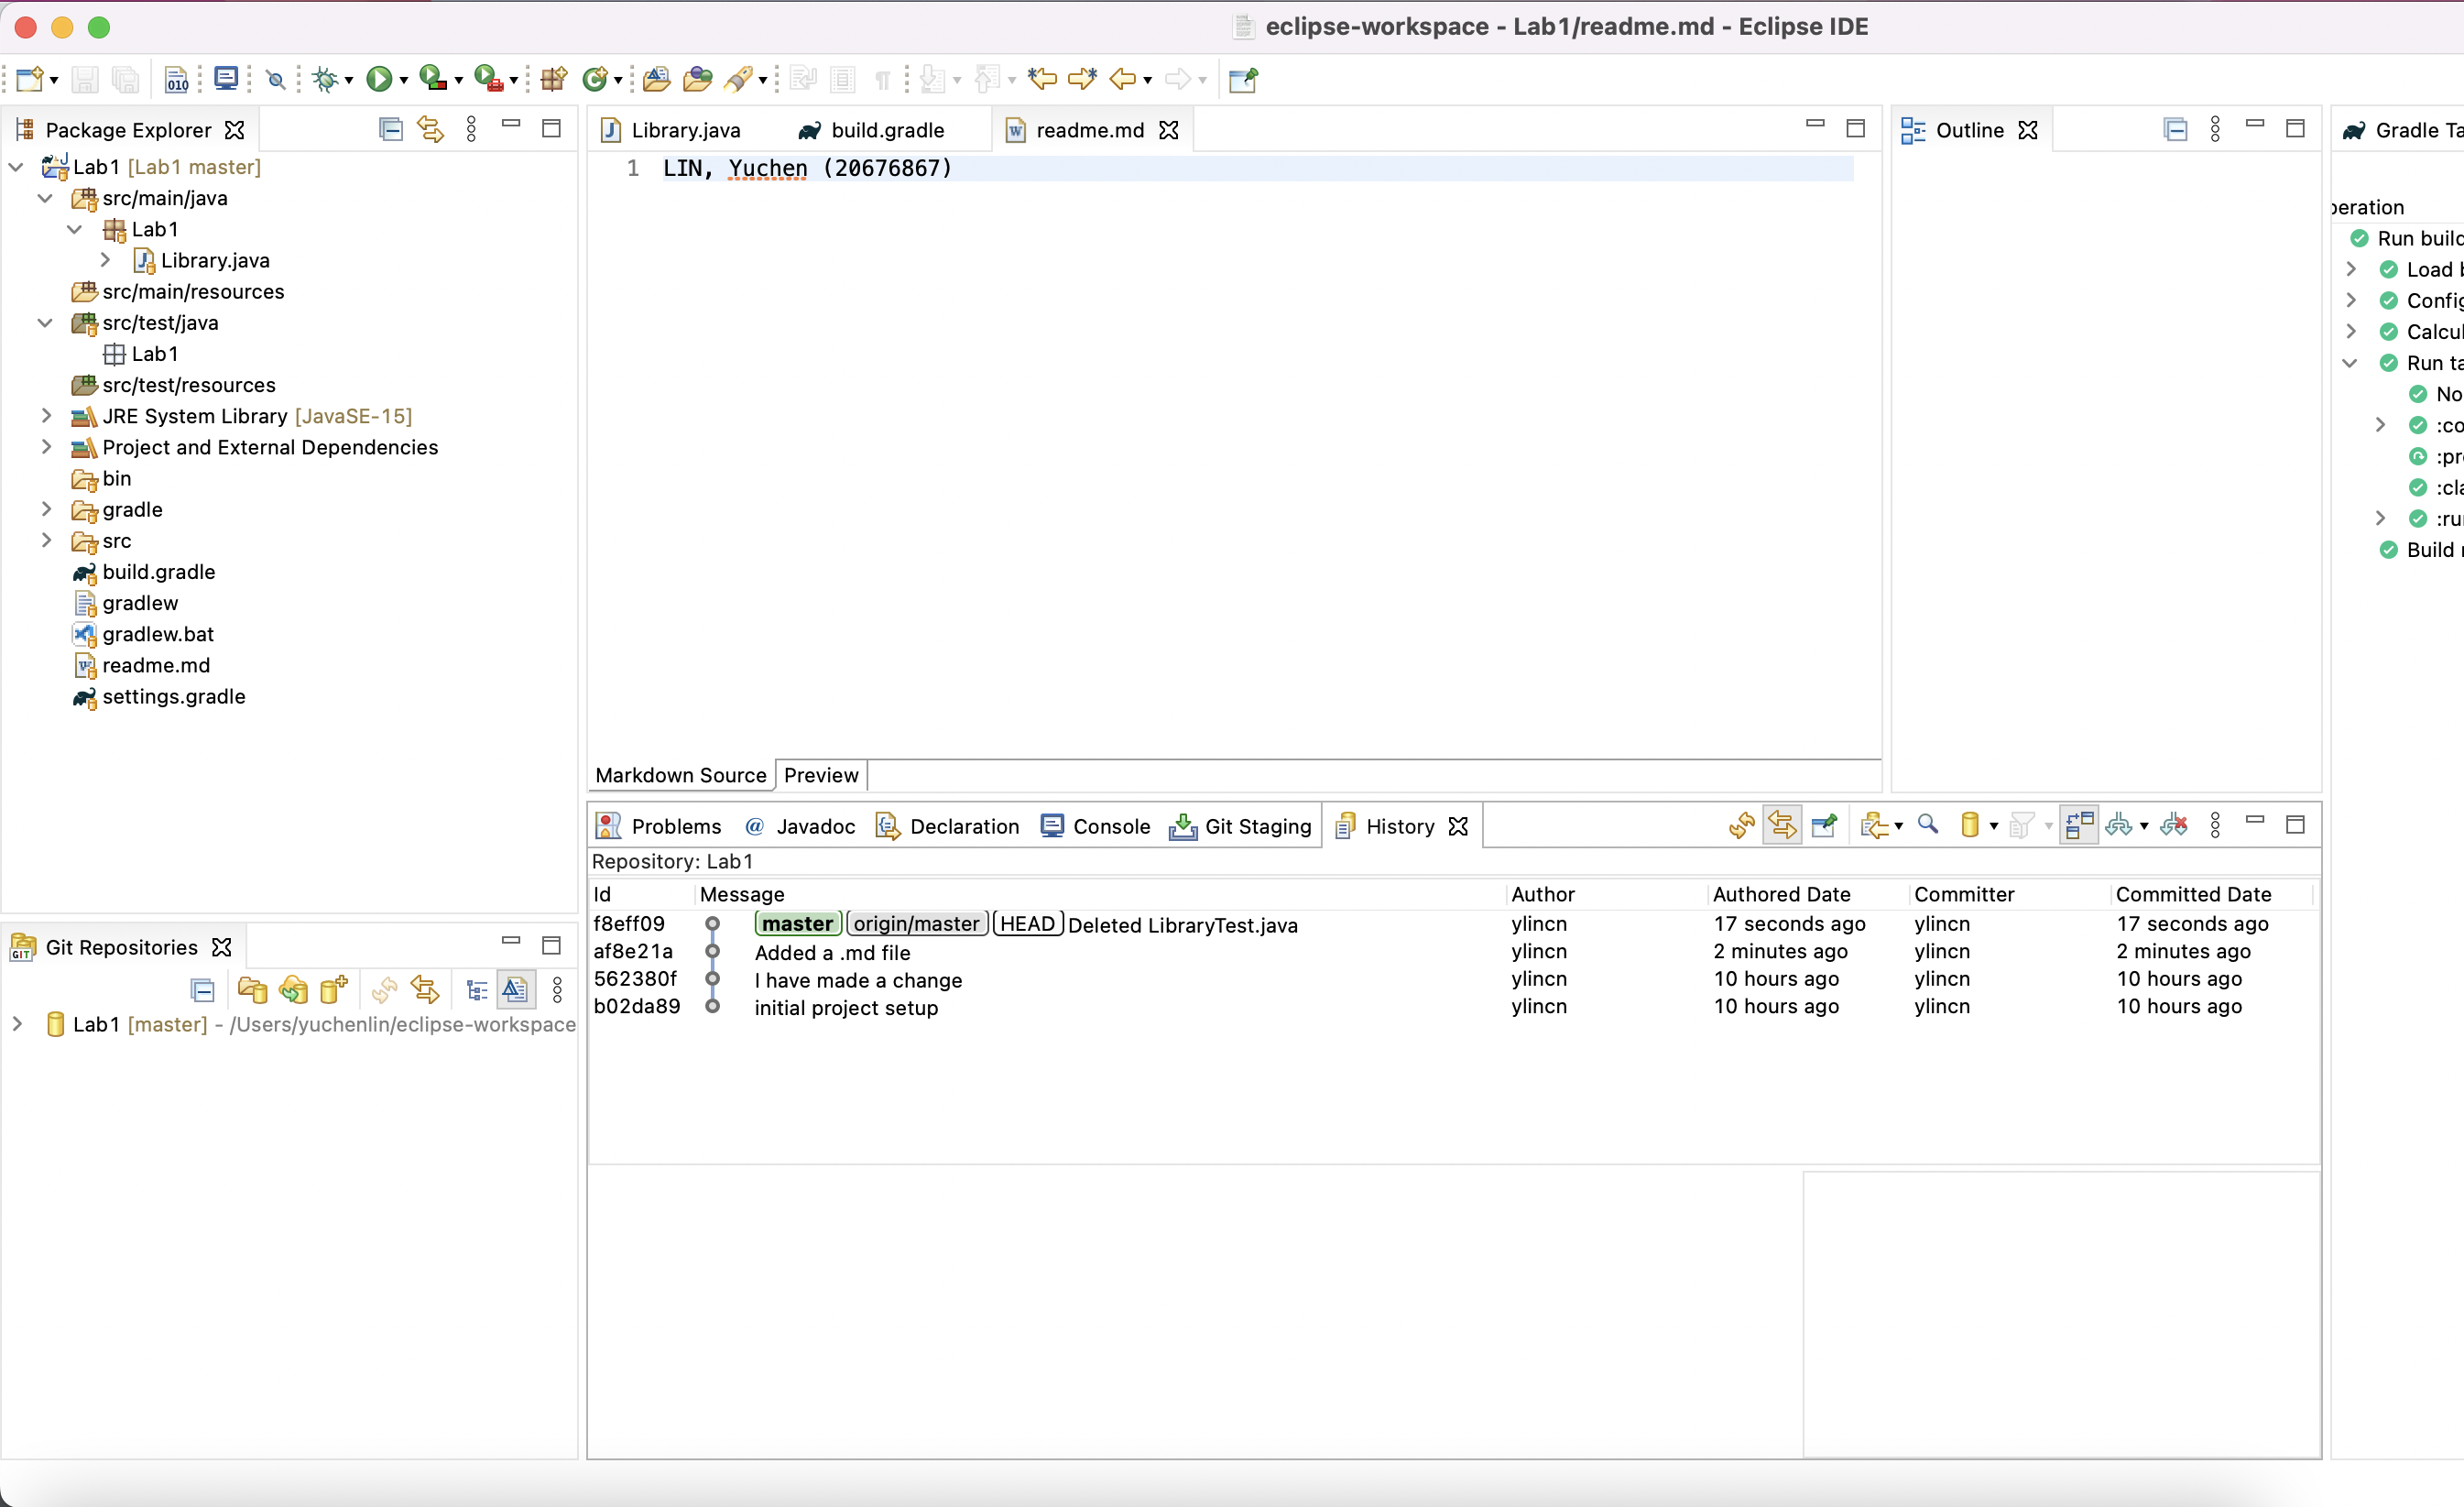 eclipse-workspace - Lab1/readme.md - Eclipse IDE
010
Package Explorer
Lab1 [Lab1 master]
src/main/java
Lab1
Library.java
src/main/resources
src/test/java
Lab1
src/test/resources
JRE System Library [JavaSE-15]
Project and External Dependencies
bin
gradle
src
build.gradle
gradlew
gradlew.bat
readme.md
settings.gradle
Git Repositories
Lab1 [master] - /Users/yuchenlin/eclipse-workspace
Library.java build.gradle readme.md
1 LIN, Yuchen (20676867)
Markdown Source Preview
Outline
Problems @ Javadoc Declaration Console Git Staging History
Repository: Lab1
Id Message Author Authored Date Committer Committed Date
f8eff09 master origin/master HEAD Deleted LibraryTest.java ylincn 17 seconds ago ylincn 17 seconds ago
af8e21a Added a .md file ylincn 2 minutes ago ylincn 2 minutes ago
562380f I have made a change ylincn 10 hours ago ylincn 10 hours ago
b02da89 initial project setup ylincn 10 hours ago ylincn 10 hours ago
Gradle Ta
peration
Run build
Load b
Config
Calcul
Run ta
No
:co
:pr
:cla
:ru
Build